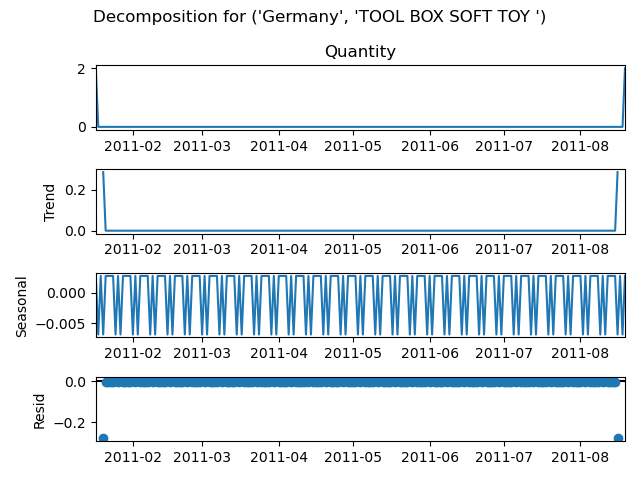 Decomposition for ('Germany', 'TOOL BOX SOFT TOY ')
Quantity
2
0
2011-02 2011-03 2011-04 2011-05 2011-06 2011-07 2011-08
Trend
0.2
0.0
2011-02 2011-03 2011-04 2011-05 2011-06 2011-07 2011-08
Seasonal
0.000
−0.005
2011-02 2011-03 2011-04 2011-05 2011-06 2011-07 2011-08
Resid
0.0
−0.2
2011-02 2011-03 2011-04 2011-05 2011-06 2011-07 2011-08